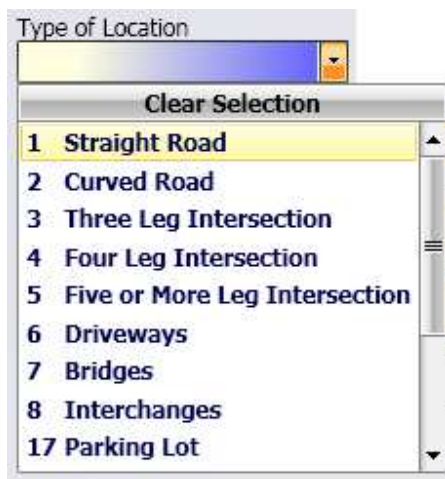 Type of Location
Clear Selection
1 Straight Road
2 Curved Road
3 Three Leg Intersection
4 Four Leg Intersection
5 Five or More Leg Intersection
6 Driveways
7 Bridges
8 Interchanges
17 Parking Lot